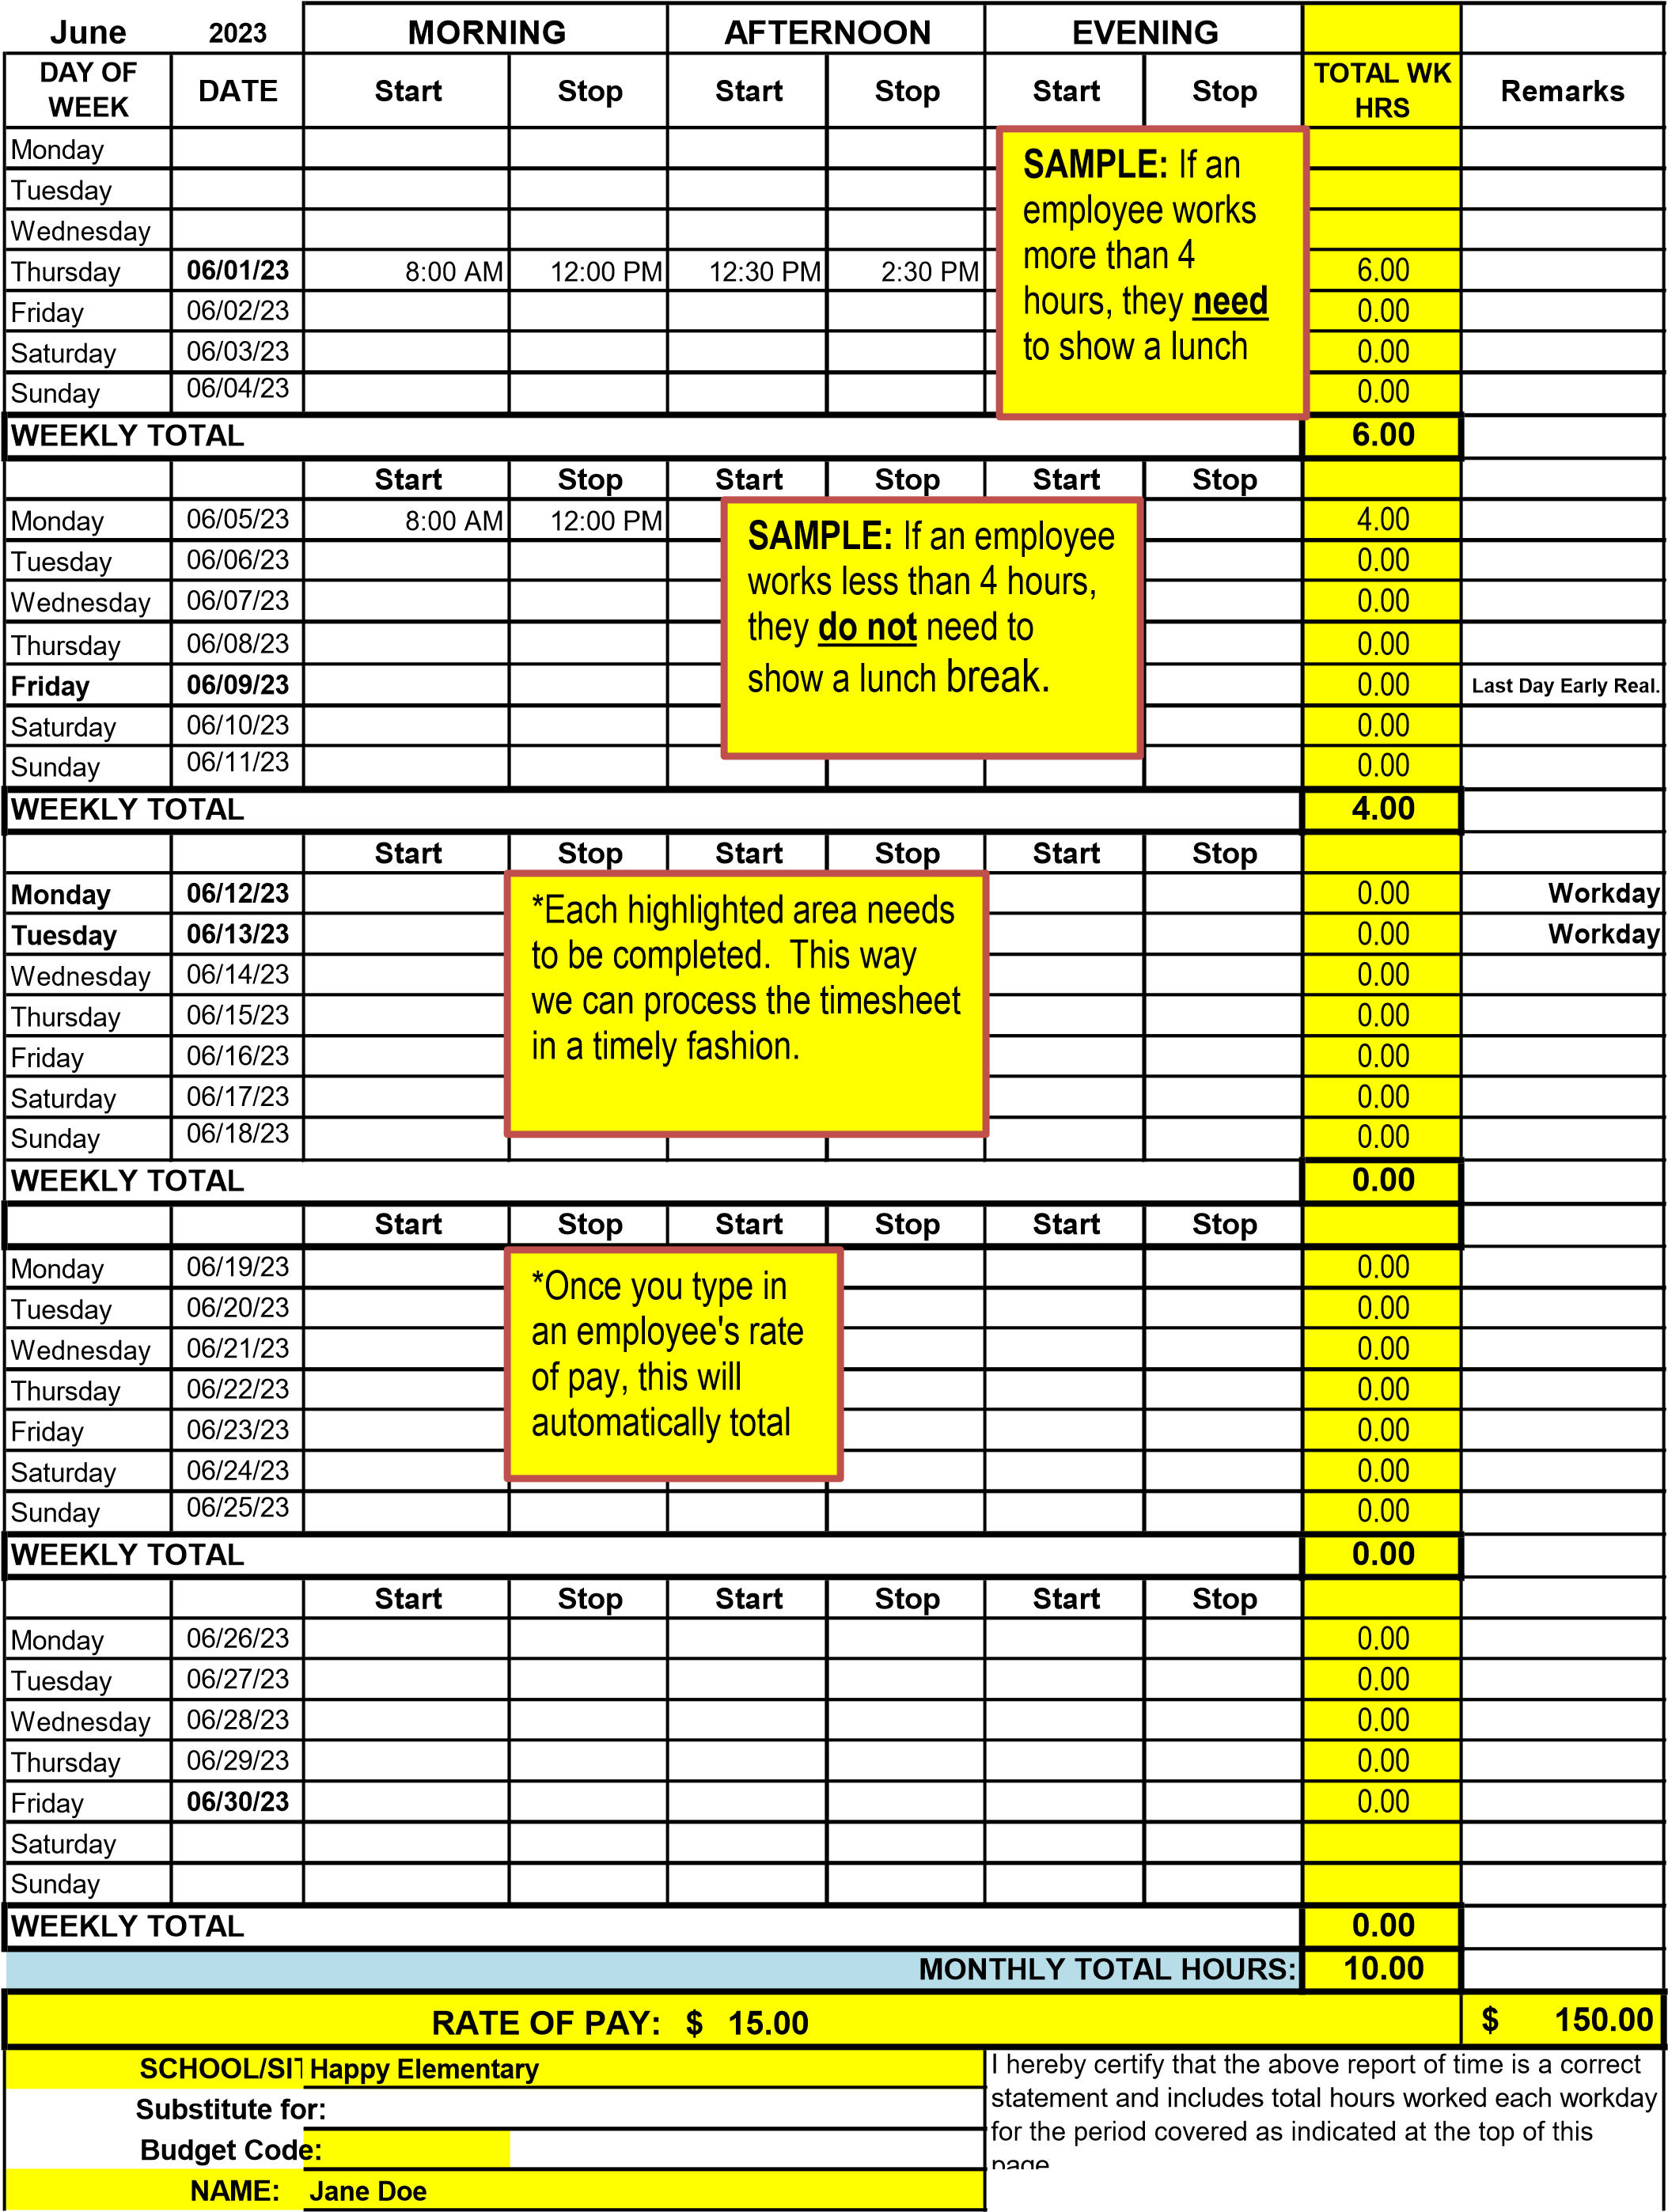 June 2023 MORNING AFTERNOON EVENING
DAY OF WEEK DATE Start Stop Start Stop Start Stop TOTAL WK HRS Remarks
Monday
Tuesday
Wednesday
Thursday 06/01/23 8:00 AM 12:00 PM 12:30 PM 2:30 PM 6.00
Friday 06/02/23 0.00
Saturday 06/03/23 0.00
Sunday 06/04/23 0.00
SAMPLE: If an
employee works
more than 4
hours, they need
to show a lunch
WEEKLY TOTAL 6.00
Start Stop Start Stop Start Stop
Monday 06/05/23 8:00 AM 12:00 PM 4.00
Tuesday 06/06/23 0.00
Wednesday 06/07/23 0.00
Thursday 06/08/23 0.00
Friday 06/09/23 0.00 Last Day Early Real.
Saturday 06/10/23 0.00
Sunday 06/11/23 0.00
SAMPLE: If an employee
works less than 4 hours,
they do not need to
show a lunch break.
WEEKLY TOTAL 4.00
Start Stop Start Stop Start Stop
Monday 06/12/23 0.00 Workday
Tuesday 06/13/23 0.00 Workday
Wednesday 06/14/23 0.00
Thursday 06/15/23 0.00
Friday 06/16/23 0.00
Saturday 06/17/23 0.00
Sunday 06/18/23 0.00
*Each highlighted area needs
to be completed. This way
we can process the timesheet
in a timely fashion.
WEEKLY TOTAL 0.00
Start Stop Start Stop Start Stop
Monday 06/19/23 0.00
Tuesday 06/20/23 0.00
Wednesday 06/21/23 0.00
Thursday 06/22/23 0.00
Friday 06/23/23 0.00
Saturday 06/24/23 0.00
Sunday 06/25/23 0.00
*Once you type in
an employee's rate
of pay, this will
automatically total
WEEKLY TOTAL 0.00
Start Stop Start Stop Start Stop
Monday 06/26/23 0.00
Tuesday 06/27/23 0.00
Wednesday 06/28/23 0.00
Thursday 06/29/23 0.00
Friday 06/30/23 0.00
Saturday
Sunday
WEEKLY TOTAL 0.00
MONTHLY TOTAL HOURS: 10.00
RATE OF PAY: $ 15.00 $ 150.00
SCHOOL/SIT Happy Elementary
Substitute for:
Budget Code:
NAME: Jane Doe
I hereby certify that the above report of time is a correct
statement and includes total hours worked each workday
for the period covered as indicated at the top of this
page